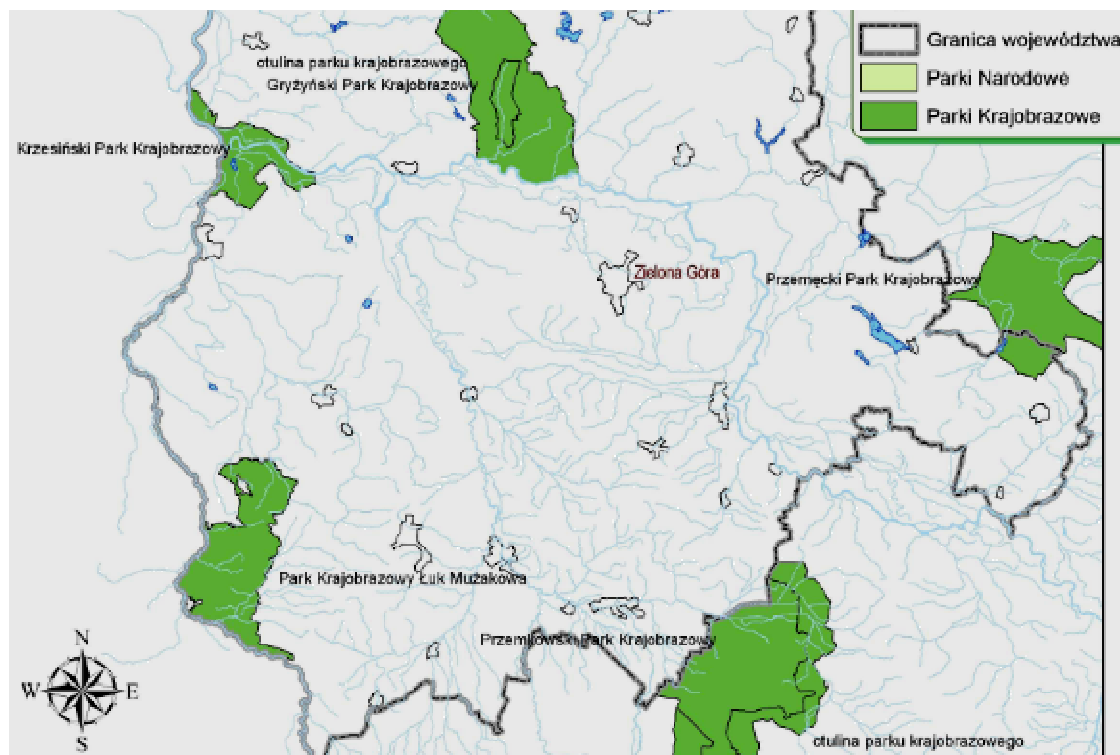 Granica województwa
Parki Narodowe
Parki Krajobrazowe
otulina parku krajobrazowego
Gryżyński Park Krajobrazowy
Krzesiński Park Krajobrazowy
Zielona Góra
Przemęcki Park Krajobrazowy
Park Krajobrazowy Łuk Mużakowa
Przemkowski Park Krajobrazowy
otulina parku krajobrazowego
N
W E
S